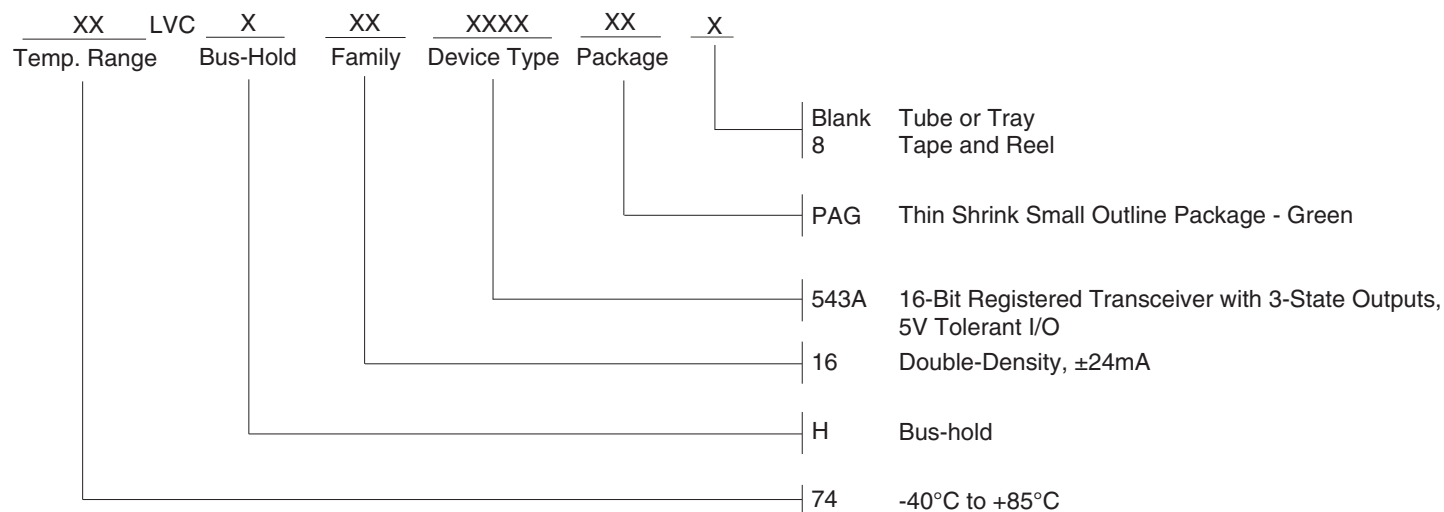 XX LVC X XX XXXX XX X
Temp. Range Bus-Hold Family Device Type Package
Blank Tube or Tray
8 Tape and Reel
PAG Thin Shrink Small Outline Package - Green
543A 16-Bit Registered Transceiver with 3-State Outputs,
5V Tolerant I/O
16 Double-Density, ±24mA
H Bus-hold
74 -40°C to +85°C